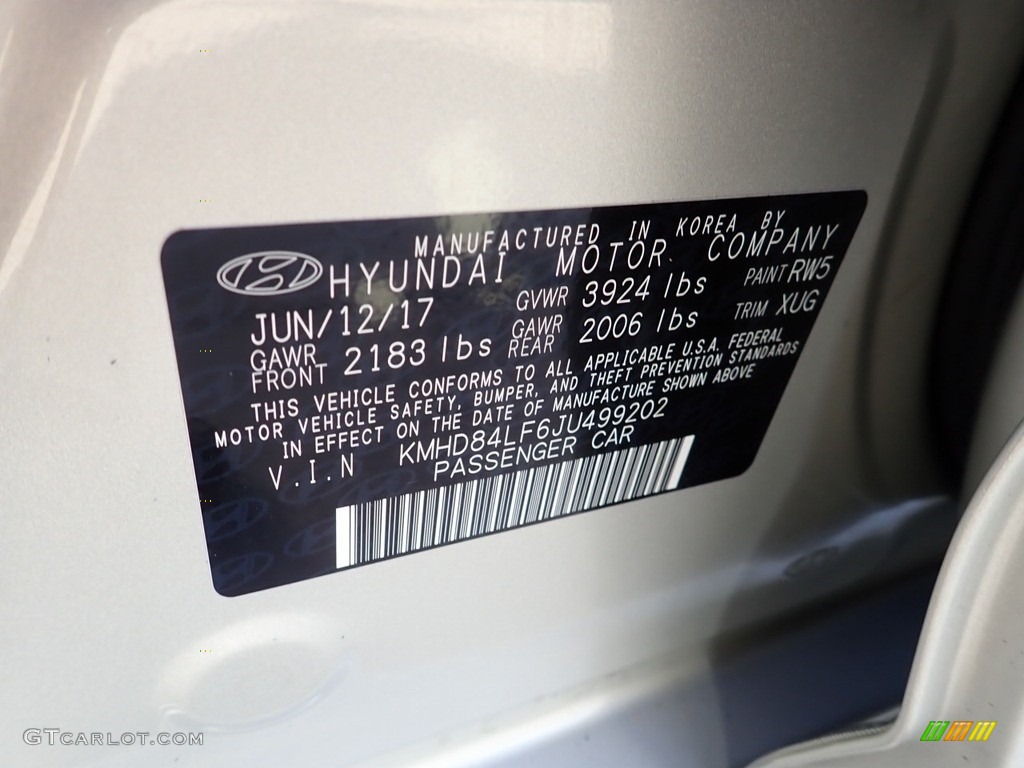 MANUFACTURED IN KOREA BY
HYUNDAI MOTOR COMPANY
JUN/12/17 GVWR 3924 lbs PAINT RW5
GAWR FRONT 2183 lbs GAWR REAR 2006 lbs TRIM XUG
THIS VEHICLE CONFORMS TO ALL APPLICABLE U.S.A. FEDERAL
MOTOR VEHICLE SAFETY, BUMPER, AND THEFT PREVENTION STANDARDS
IN EFFECT ON THE DATE OF MANUFACTURE SHOWN ABOVE
V.I.N KMHD84LF6JU499202
PASSENGER CAR
GTCARLOT.COM